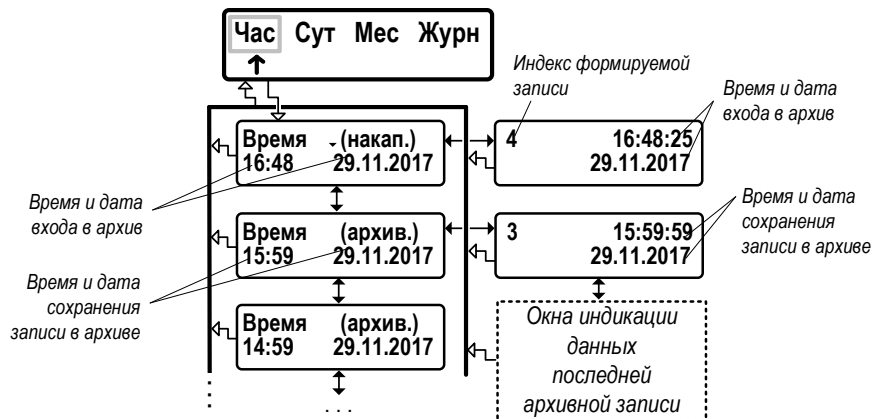 Час Сут Мес Журн
Индекс формируемой
записи
Время и дата
входа в архив
Время (накап.)
16:48 29.11.2017
4 16:48:25
29.11.2017
Время и дата
входа в архив
Время (архив.)
15:59 29.11.2017
3 15:59:59
29.11.2017
Время и дата
сохранения
записи в архиве
Время и дата
сохранения
записи в архиве
Время (архив.)
14:59 29.11.2017
Окна индикации
данных
последней
архивной записи
. . .